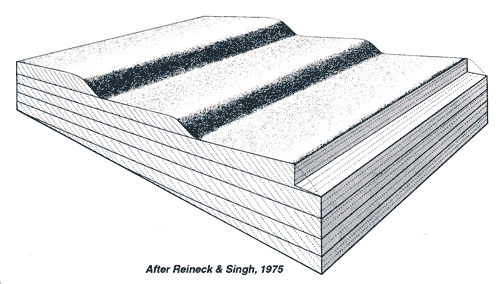 After Reineck & Singh, 1975